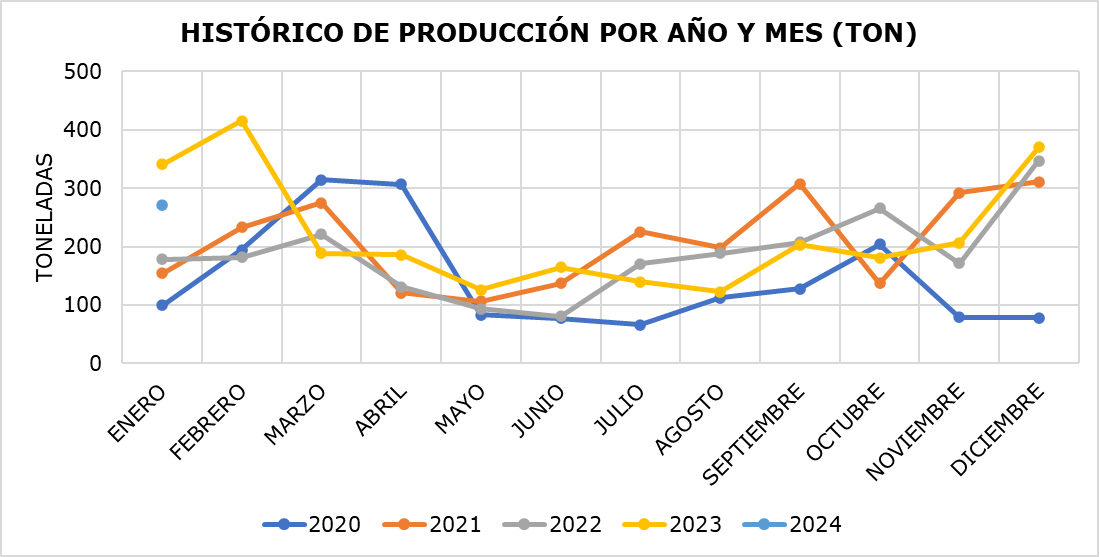 HISTÓRICO DE PRODUCCIÓN POR AÑO Y MES (TON)
TONELADAS
500
400
300
200
100
0
ENERO
FEBRERO
MARZO
ABRIL
MAYO
JUNIO
JULIO
AGOSTO
SEPTIEMBRE
OCTUBRE
NOVIEMBRE
DICIEMBRE
2020 2021 2022 2023 2024